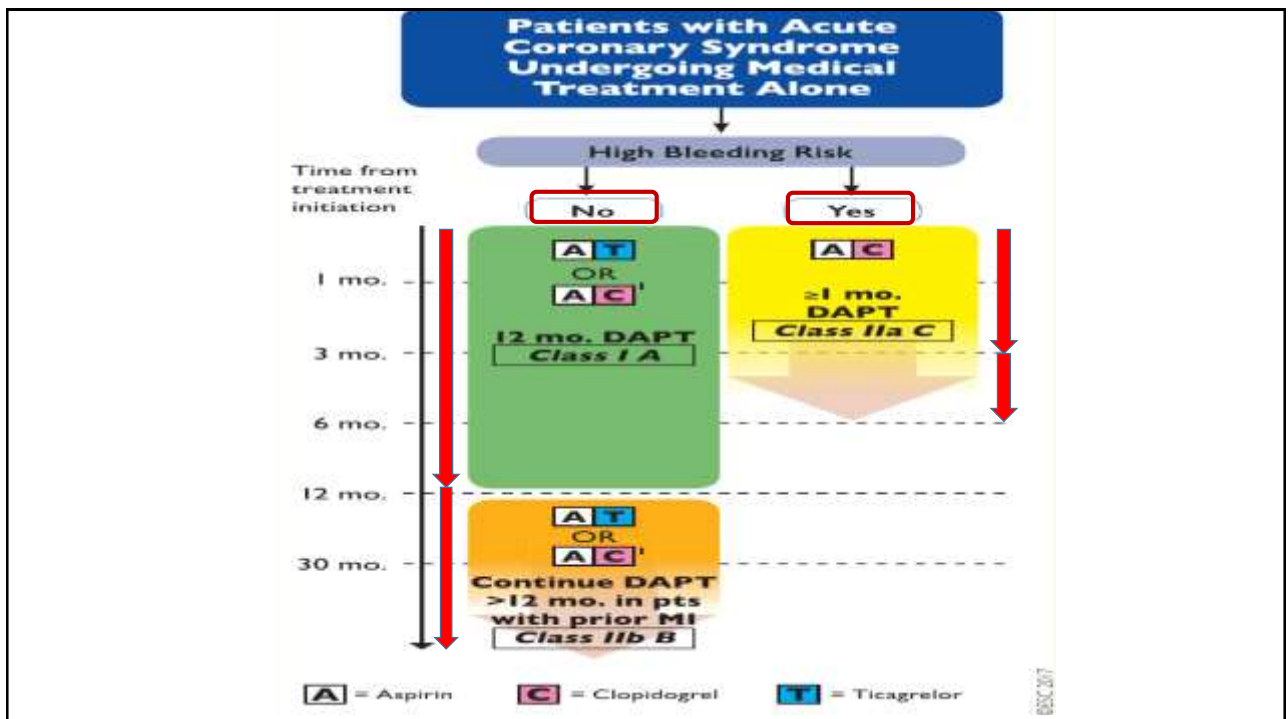 Patients with Acute
Coronary Syndrome
Undergoing Medical
Treatment Alone
High Bleeding Risk
Time from
treatment
initiation
No
Yes
A T
OR
A C¹
12 mo. DAPT
Class I A
A C
≥1 mo.
DAPT
Class IIa C
1 mo.
3 mo.
6 mo.
12 mo.
30 mo.
A T
OR
A C¹
Continue DAPT
>12 mo. in pts
with prior MI
Class IIb B
A = Aspirin
C = Clopidogrel
T = Ticagrelor
©ESC 2017